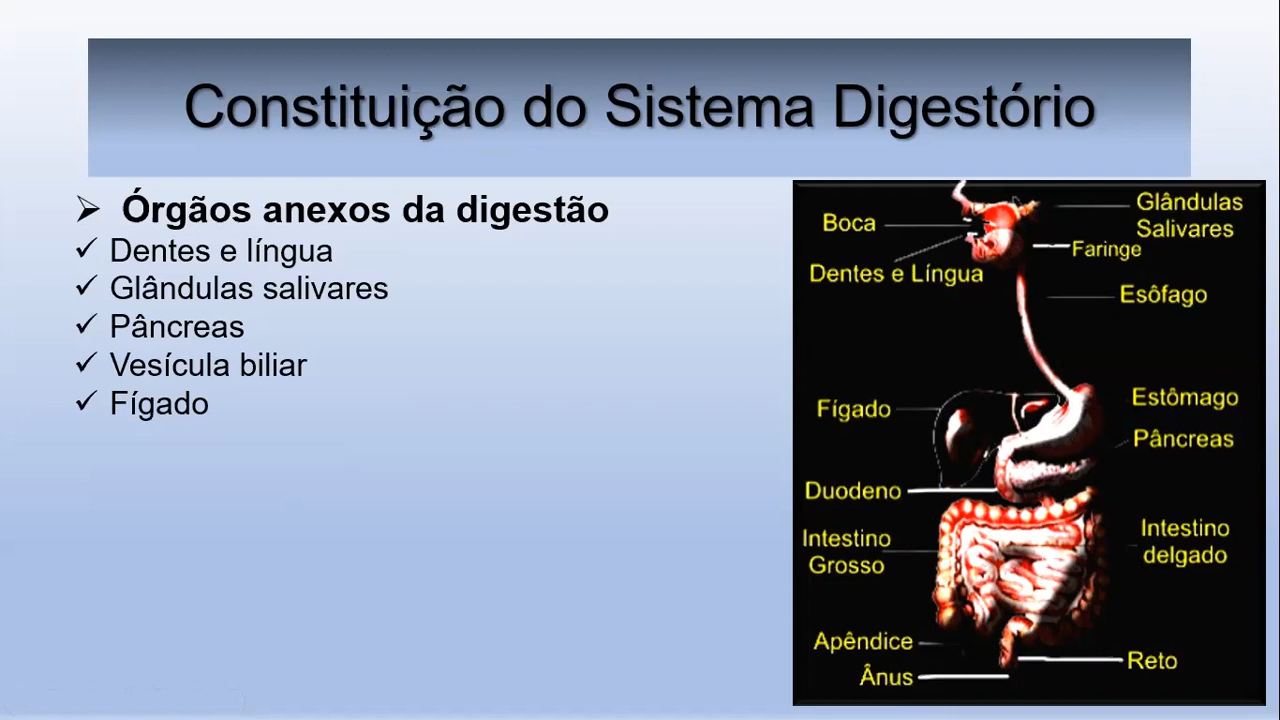 Constituição do Sistema Digestório
Órgãos anexos da digestão
Dentes e língua
Glândulas salivares
Pâncreas
Vesícula biliar
Fígado
Glândulas
Salivares
Boca
Faringe
Dentes e Língua
Esôfago
Estômago
Fígado
Pâncreas
Duodeno
Intestino
Grosso
Intestino
delgado
Apêndice
Reto
Ânus